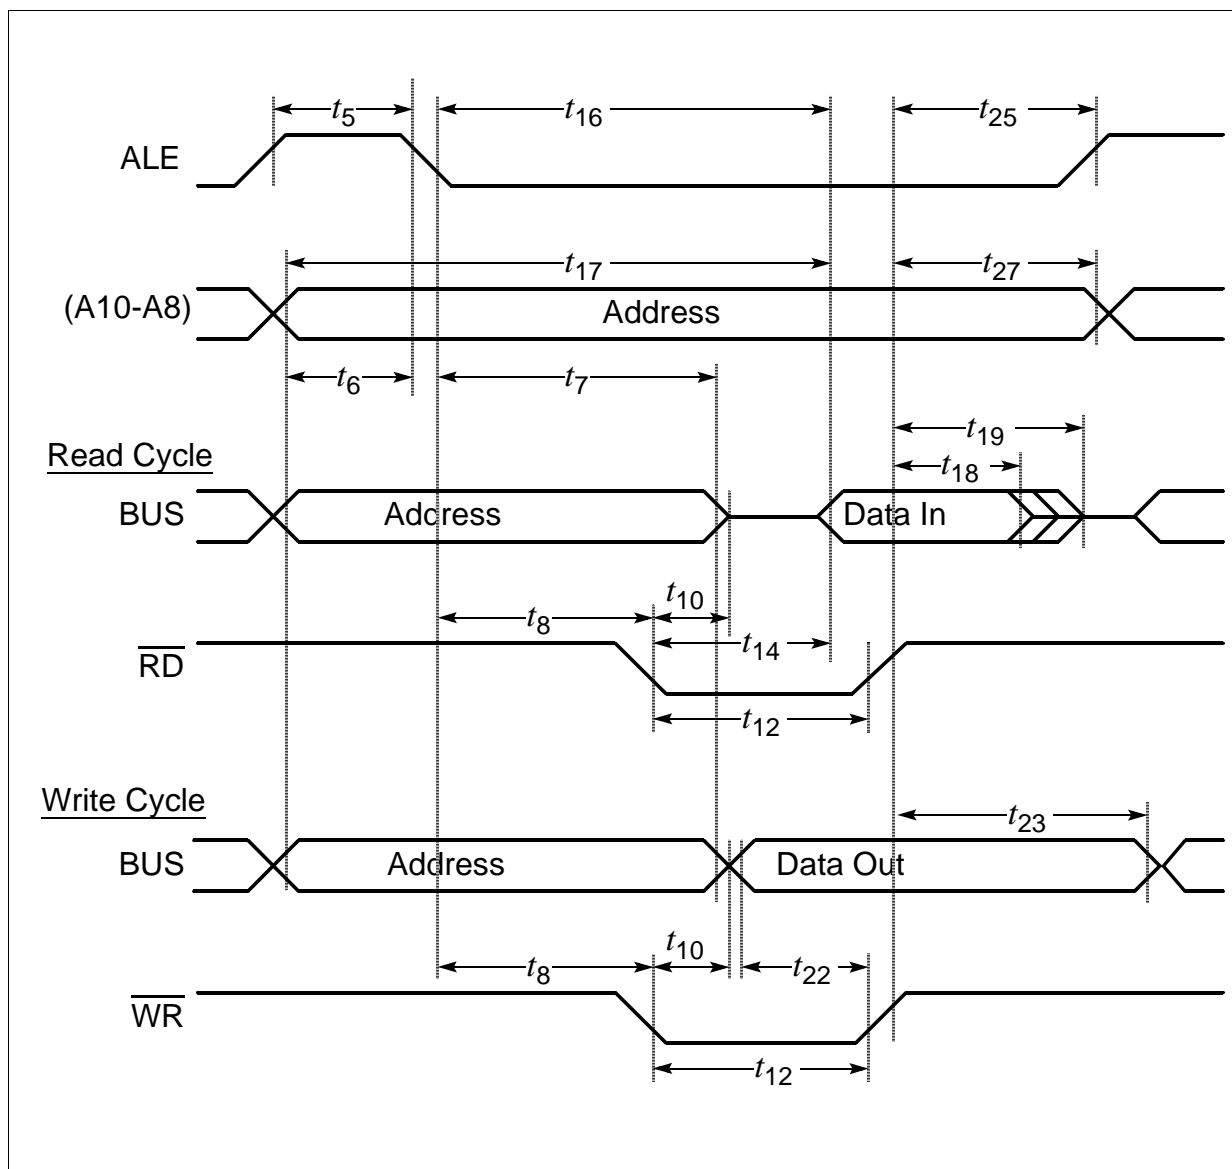 t5
t16
t25
ALE
t17
t27
(A10-A8)
Address
t6
t7
t19
Read Cycle
t18
BUS
Address
Data In
t10
t8
t14
RD
t12
Write Cycle
t23
BUS
Address
Data Out
t10
t8
t22
WR
t12